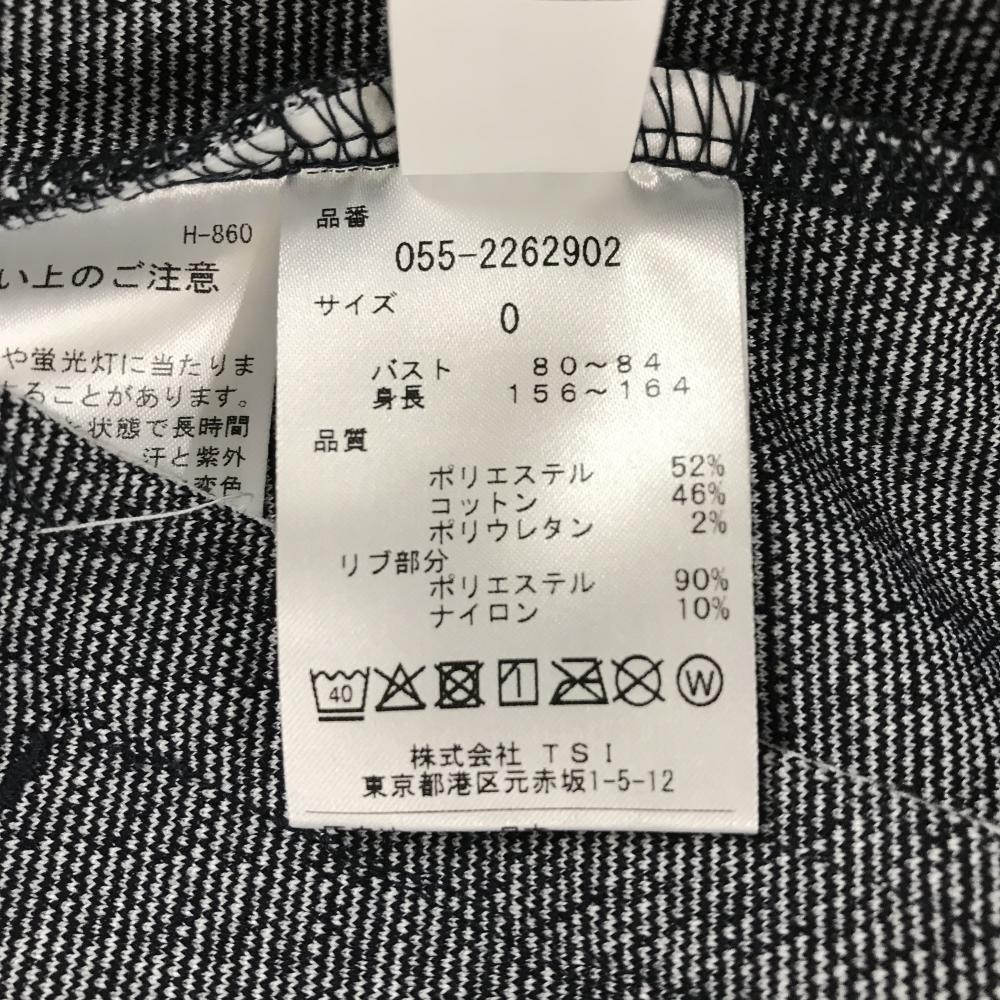 H-860
い上のご注意
や蛍光灯に当たりま
ることがあります。
状態で長時間
汗と紫外
変色
品番
055-2262902
サイズ
0
バスト 80～84
身長 156～164
品質
ポリエステル 52%
コットン 46%
ポリウレタン 2%
リブ部分
ポリエステル 90%
ナイロン 10%
40
W
株式会社 TSI
東京都港区元赤坂1-5-12